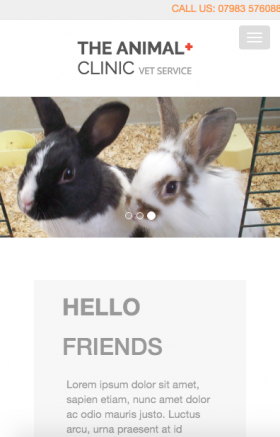 CALL US: 07983 576088
THE ANIMAL+
CLINIC VET SERVICE
HELLO
FRIENDS
Lorem ipsum dolor sit amet,
sapien etiam, nunc amet dolor
ac odio mauris justo. Luctus
arcu, urna praesent at id